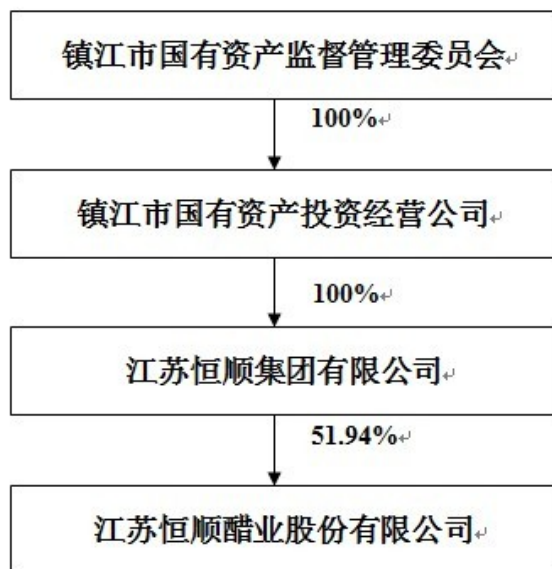 镇江市国有资产监督管理委员会
100%
镇江市国有资产投资经营公司
100%
江苏恒顺集团有限公司
51.94%
江苏恒顺醋业股份有限公司